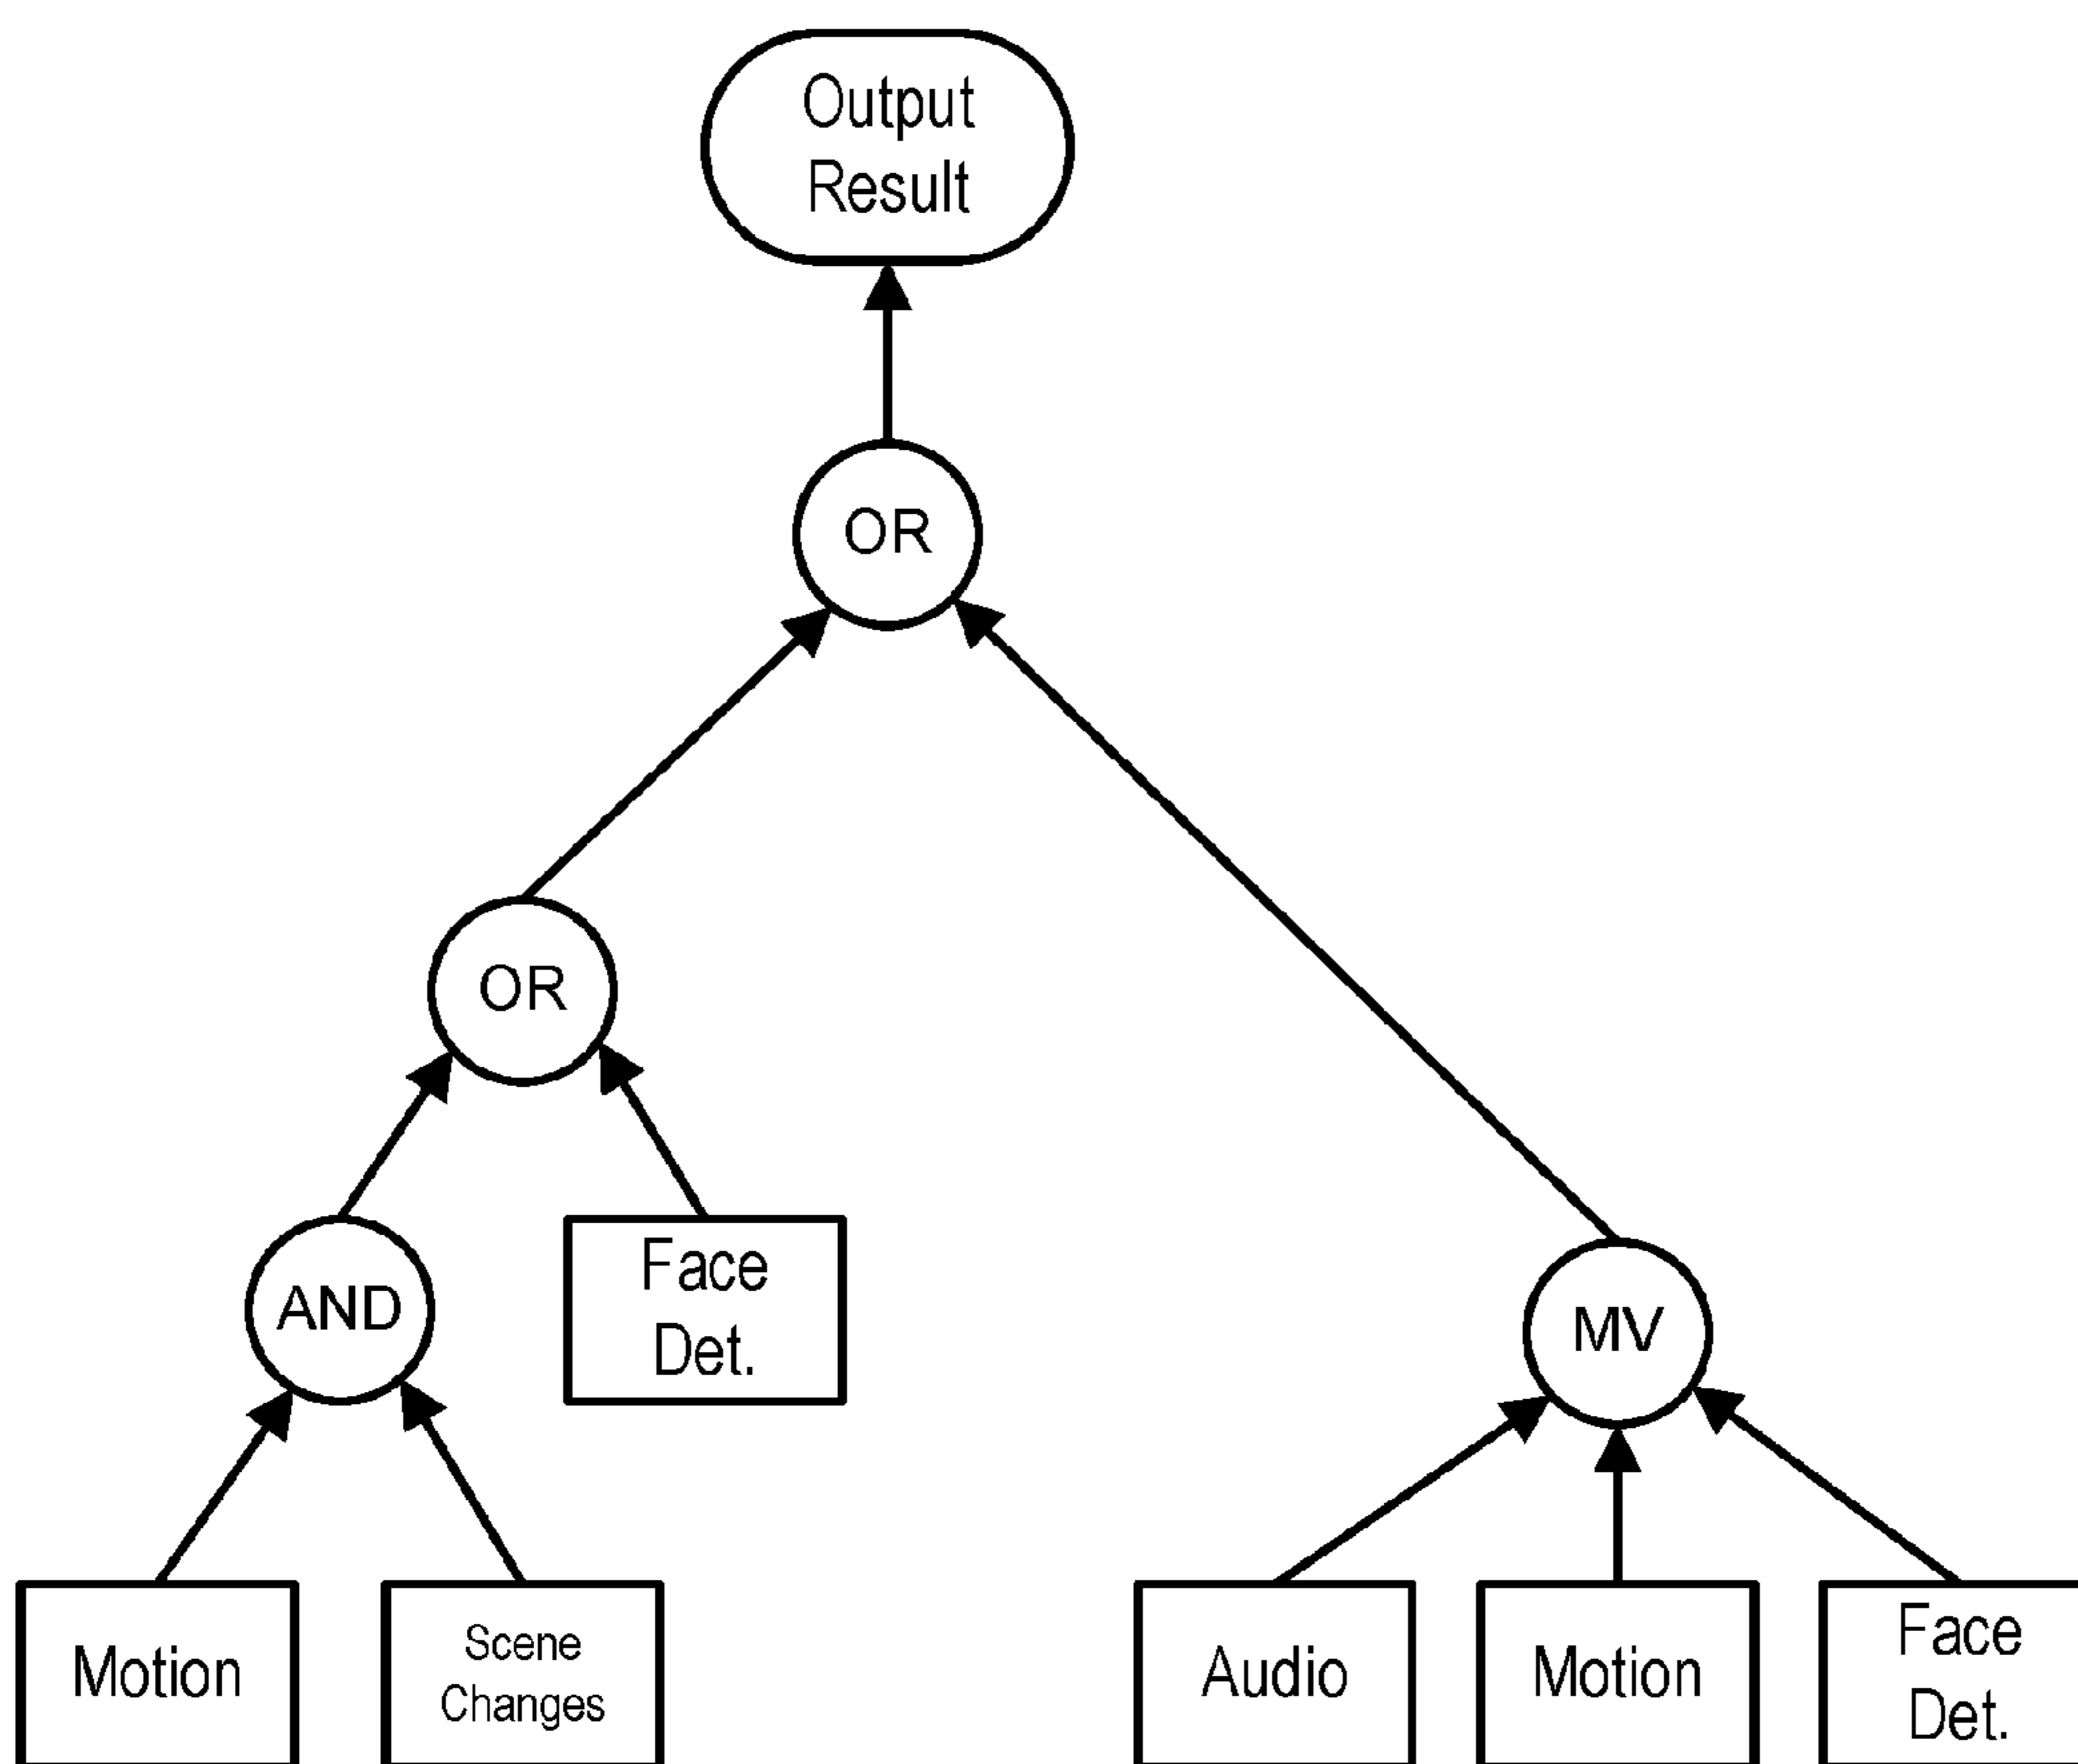 Output
Result
OR
OR
AND
Face
Det.
MV
Motion
Scene
Changes
Audio
Motion
Face
Det.